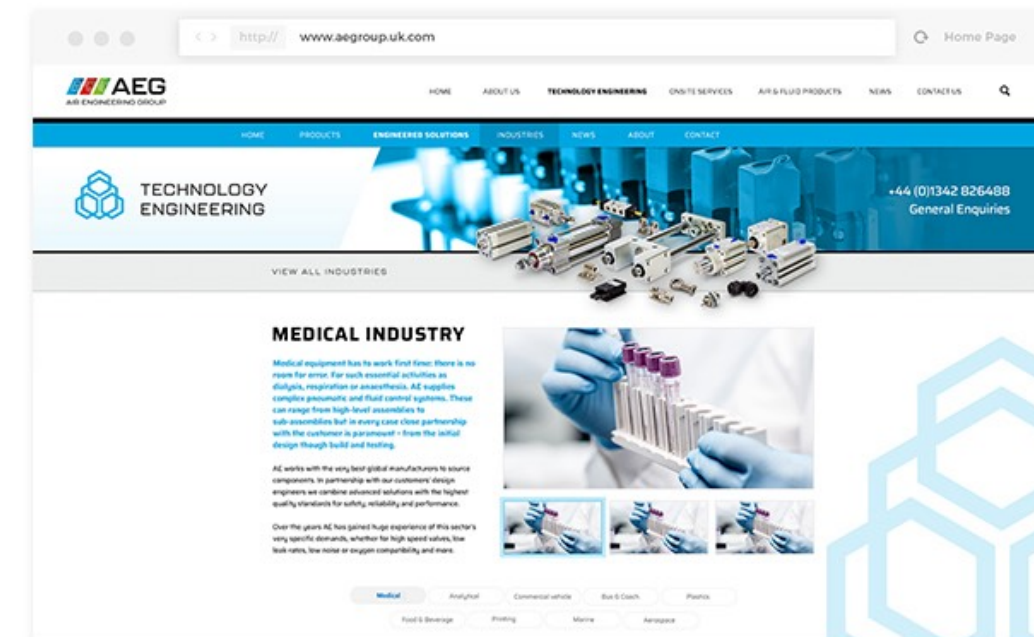 http:// www.aegroup.uk.com Home Page
AEG
AIR ENGINEERING GROUP
HOME ABOUT US TECHNOLOGY ENGINEERING ONSITE SERVICES AIR & FLUID PRODUCTS NEWS CONTACT US
HOME PRODUCTS ENGINEERED SOLUTIONS INDUSTRIES NEWS ABOUT CONTACT
TECHNOLOGY
ENGINEERING
+44 (0)1342 826488
General Enquiries
VIEW ALL INDUSTRIES
MEDICAL INDUSTRY
Medical equipment has to work first time: there is no
room for error. For such essential activities as
dialysis, respiration or anaesthesia. AE supplies
complex pneumatic and fluid control systems. These
can range from high-level assemblies to
sub-assemblies but in every case close partnership
with the customer is paramount – from the initial
design though build and testing.
AE works with the very best global manufacturers to source
components. In partnership with our customers' design
engineers we combine advanced solutions with the highest
quality standards for safety, reliability and performance.
Over the years AE has gained huge experience of this sector's
very specific demands, whether for high speed valves, low
leak rates, low noise or oxygen compatibility and more.
Medical Analytical Commercial vehicle Bus & Coach Plastics
Food & Beverage Printing Marine Aerospace